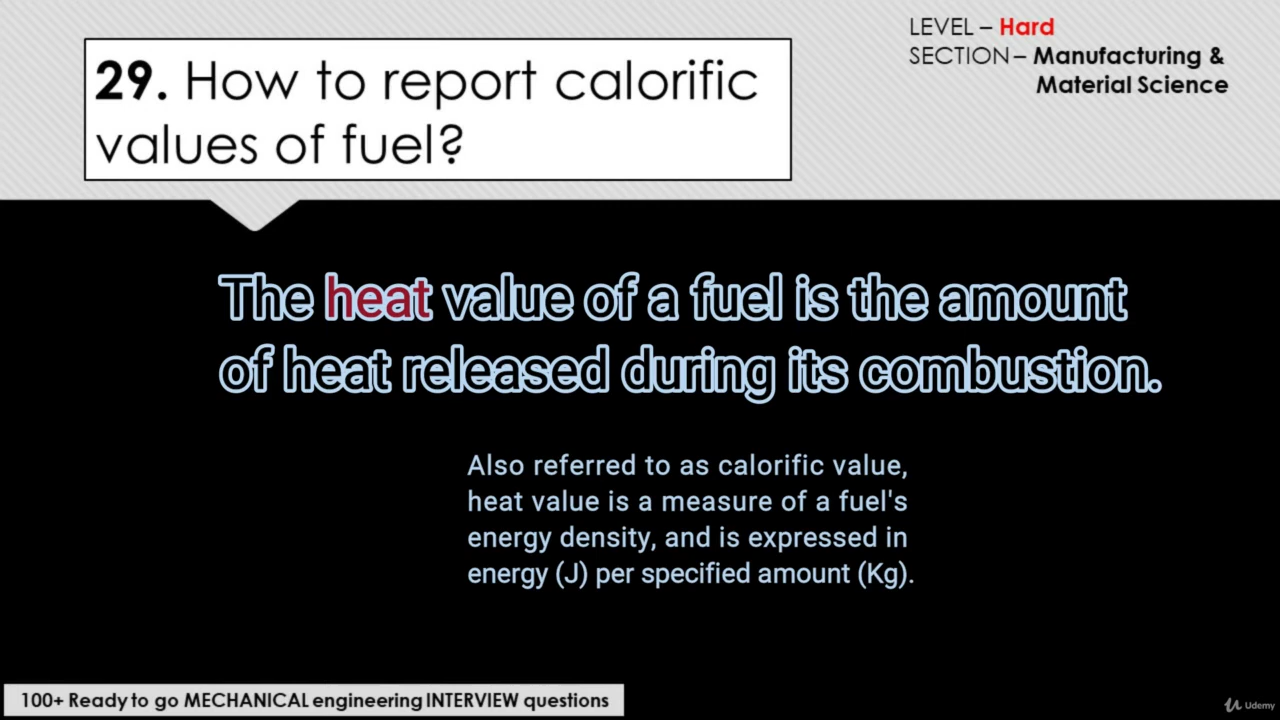 LEVEL – Hard
SECTION – Manufacturing &
Material Science
29. How to report calorific
values of fuel?
The heat value of a fuel is the amount
of heat released during its combustion.
Also referred to as calorific value,
heat value is a measure of a fuel's
energy density, and is expressed in
energy (J) per specified amount (Kg).
100+ Ready to go MECHANICAL engineering INTERVIEW questions
Udemy